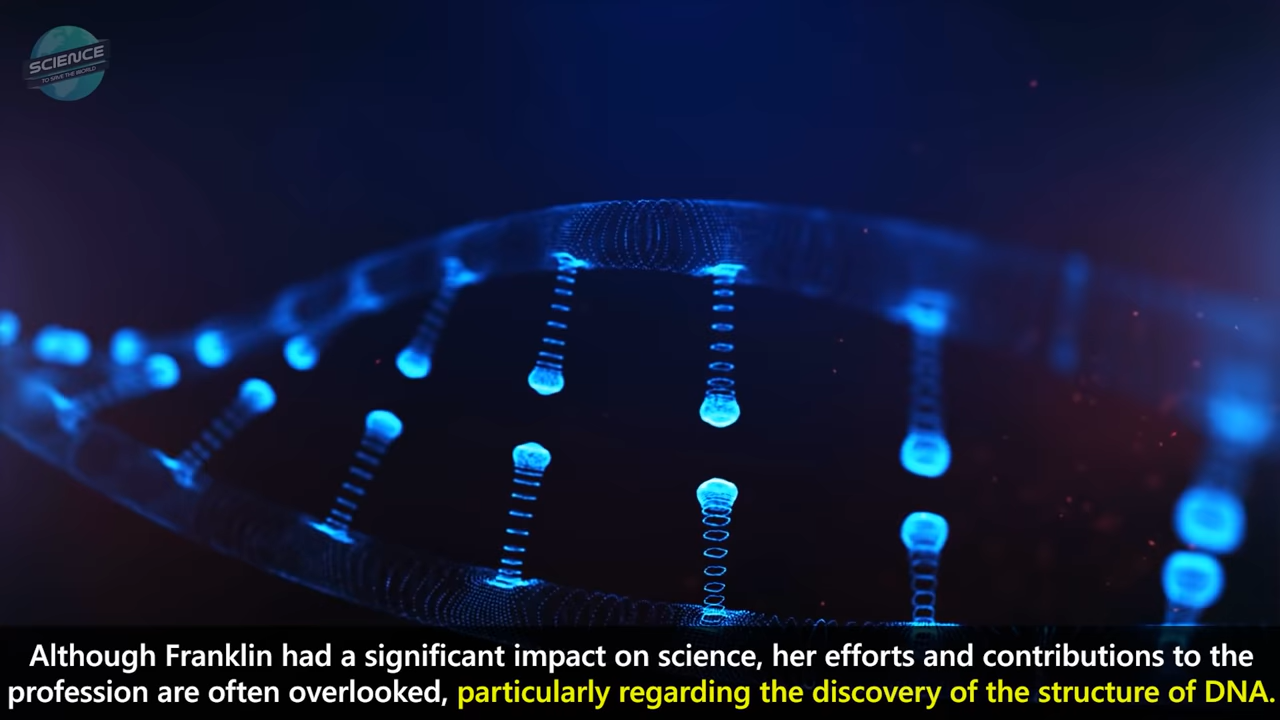 SCIENCE
TO SAVE THE WORLD
Although Franklin had a significant impact on science, her efforts and contributions to the
profession are often overlooked, particularly regarding the discovery of the structure of DNA.